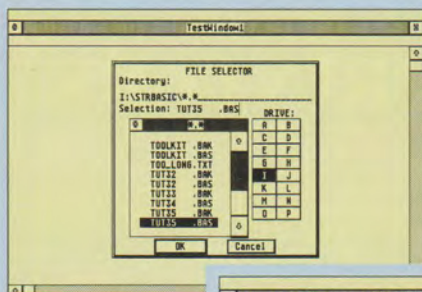 TestWindow1
FILE SELECTOR
Directory:
I:\STRBASIC\*.*
Selection: TUT35 .BAS
DRIVE:
*.*
A B
C D
E F
G H
I J
K L
M N
O P
TOOLKIT .BAK
TOOLKIT .BAS
TOO_LONG.TXT
TUT32 .BAK
TUT32 .BAS
TUT33 .BAK
TUT34 .BAS
TUT35 .BAK
TUT35 .BAS
OK Cancel